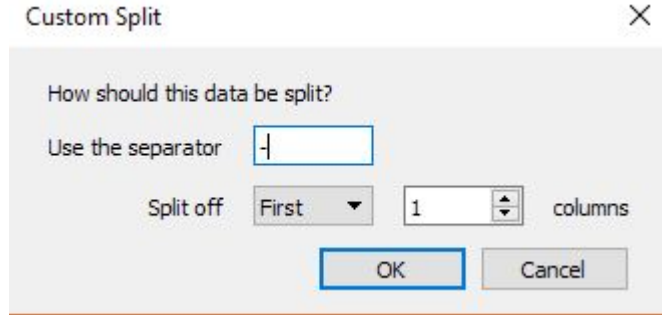 Custom Split
How should this data be split?
Use the separator -
Split off First 1 columns
OK Cancel